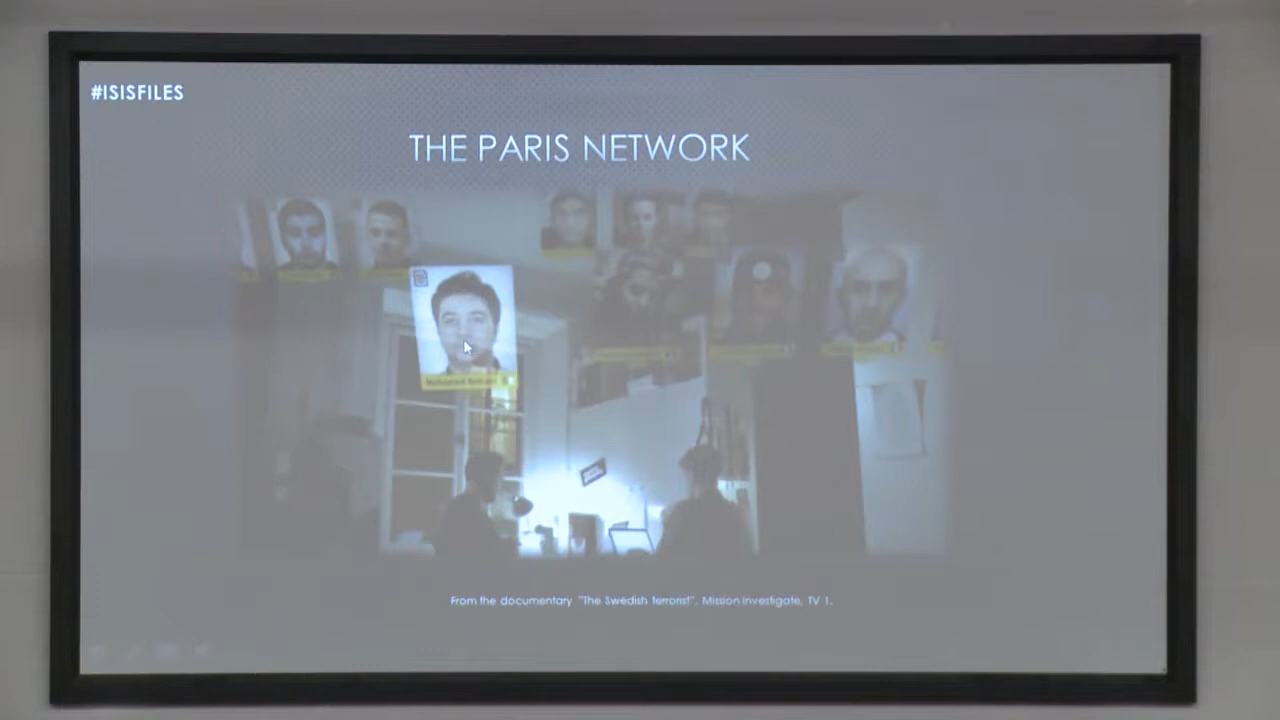 #ISISFILES
THE PARIS NETWORK
From the documentary "The Swedish terrorist", Mission Investigate, TV 1.